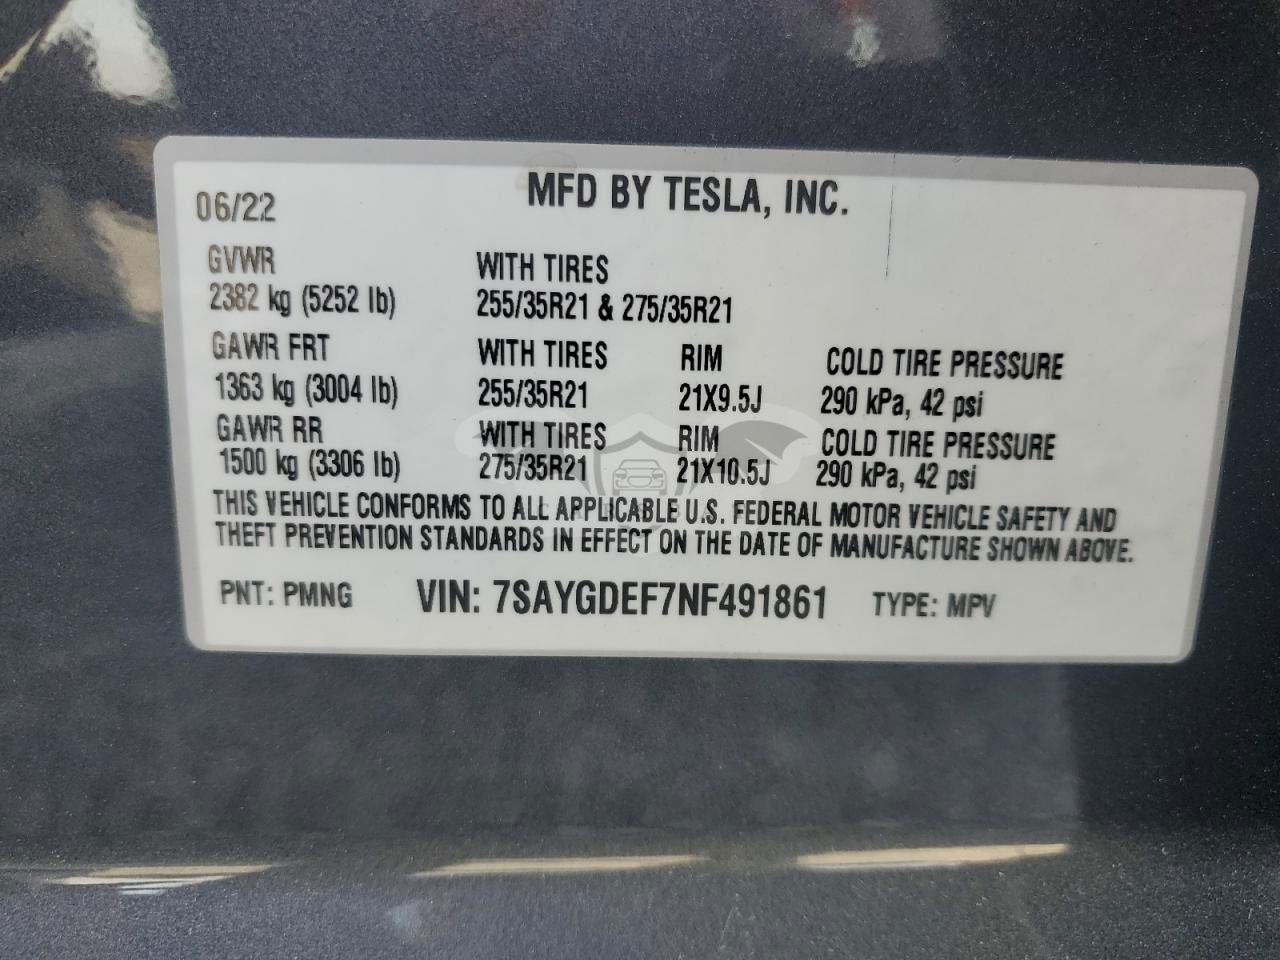 MFD BY TESLA, INC.
06/22
GVWR WITH TIRES
2382 kg (5252 lb) 255/35R21 & 275/35R21
GAWR FRT WITH TIRES RIM COLD TIRE PRESSURE
1363 kg (3004 lb) 255/35R21 21X9.5J 290 kPa, 42 psi
GAWR RR WITH TIRES RIM COLD TIRE PRESSURE
1500 kg (3306 lb) 275/35R21 21X10.5J 290 kPa, 42 psi
THIS VEHICLE CONFORMS TO ALL APPLICABLE U.S. FEDERAL MOTOR VEHICLE SAFETY AND
THEFT PREVENTION STANDARDS IN EFFECT ON THE DATE OF MANUFACTURE SHOWN ABOVE.
PNT: PMNG VIN: 7SAYGDEF7NF491861 TYPE: MPV